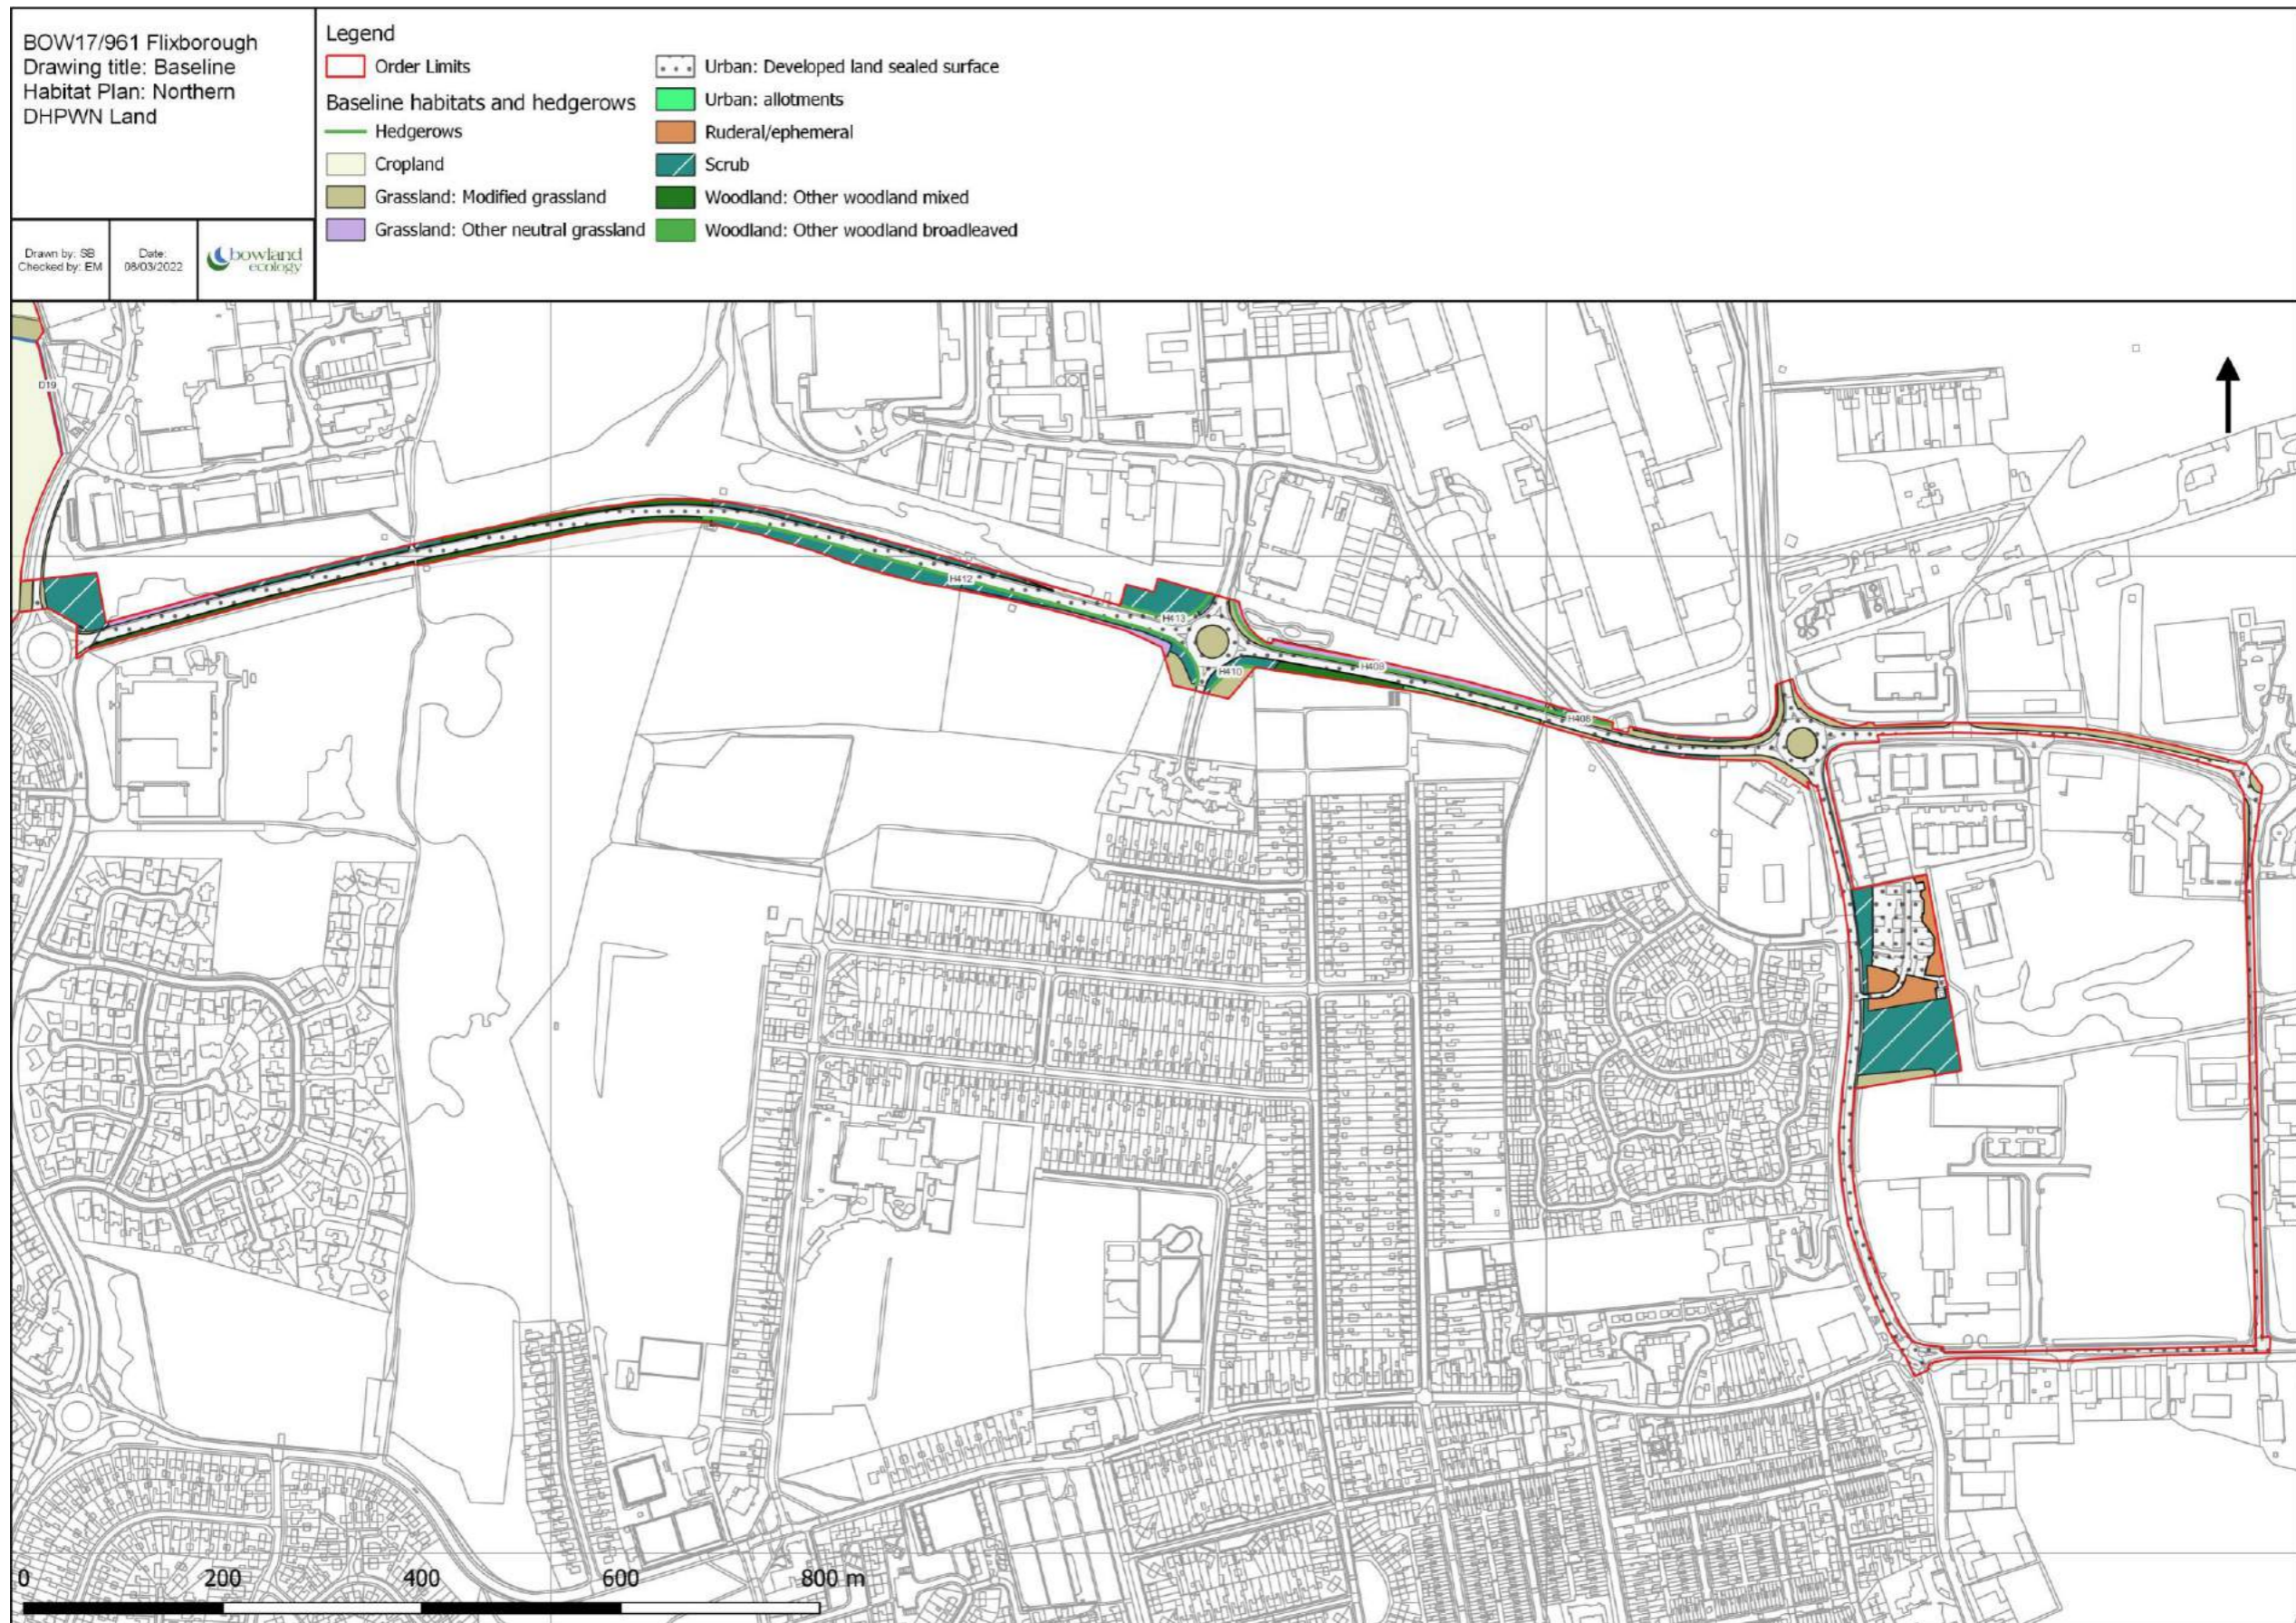 BOW17/961 Flixborough
Drawing title: Baseline
Habitat Plan: Northern
DHPWN Land
Drawn by: SB
Checked by: EM
Date:
08/03/2022
bowland
ecology
Legend
Order Limits
Baseline habitats and hedgerows
Hedgerows
Cropland
Grassland: Modified grassland
Grassland: Other neutral grassland
Urban: Developed land sealed surface
Urban: allotments
Ruderal/ephemeral
Scrub
Woodland: Other woodland mixed
Woodland: Other woodland broadleaved
D19
H412
H413
H410
H409
H408
0 200 400 600 800 m